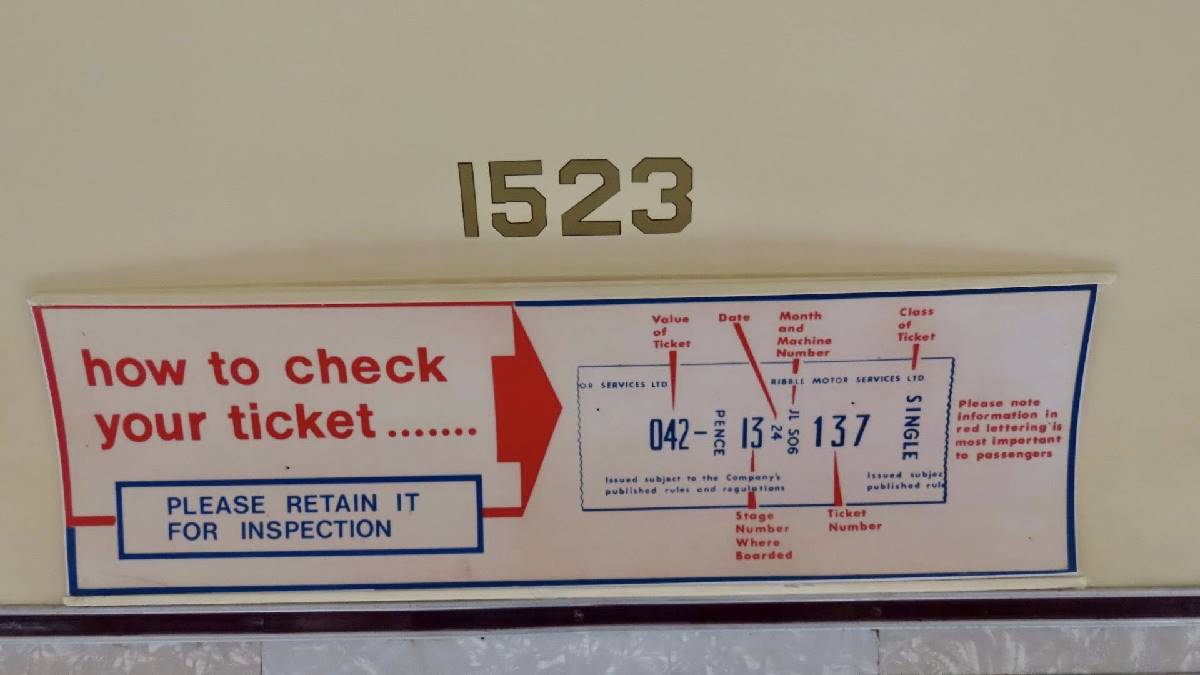 1523
how to check
your ticket.......
PLEASE RETAIN IT
FOR INSPECTION
Value
of
Ticket
Date
Month
and
Machine
Number
Class
of
Ticket
OR SERVICES LTD
RIBBLE MOTOR SERVICES LTD
042-
PENCE
13
24
JL S06
137
SINGLE
Issued subject to the Company's
published rules and regulations
Issued subjec
published rule
Stage
Number
Where
Boarded
Ticket
Number
Please note
information in
red lettering is
most important
to passengers